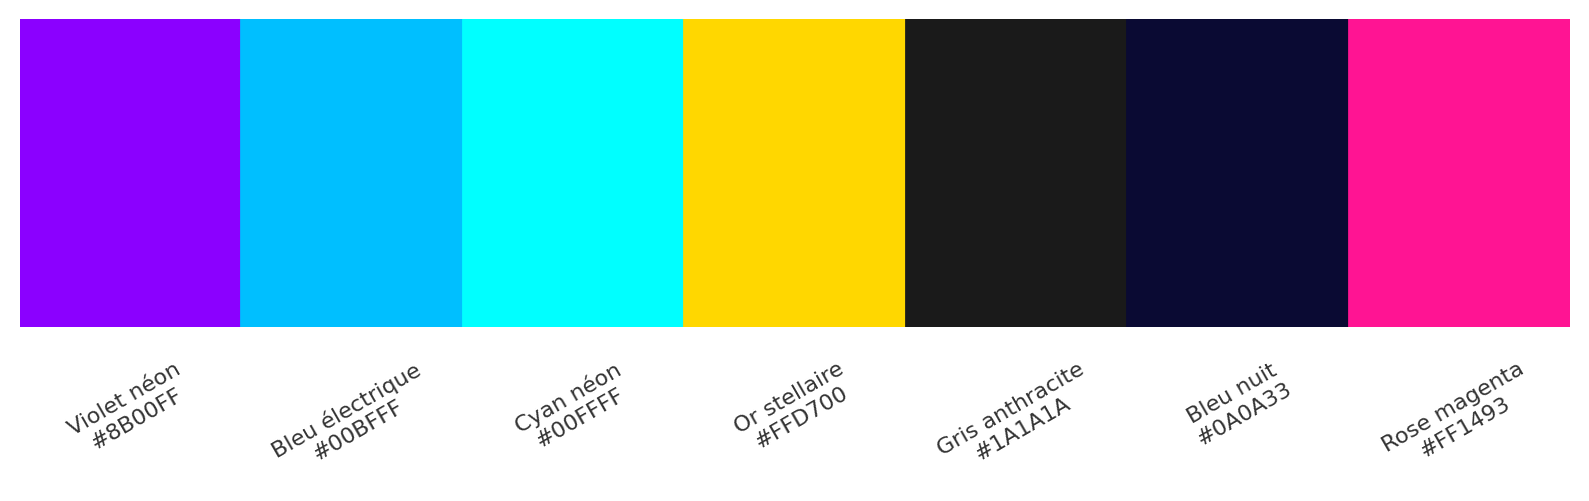 Violet néon
#8B00FF
Bleu électrique
#00BFFF
Cyan néon
#00FFFF
Or stellaire
#FFD700
Gris anthracite
#1A1A1A
Bleu nuit
#0A0A33
Rose magenta
#FF1493